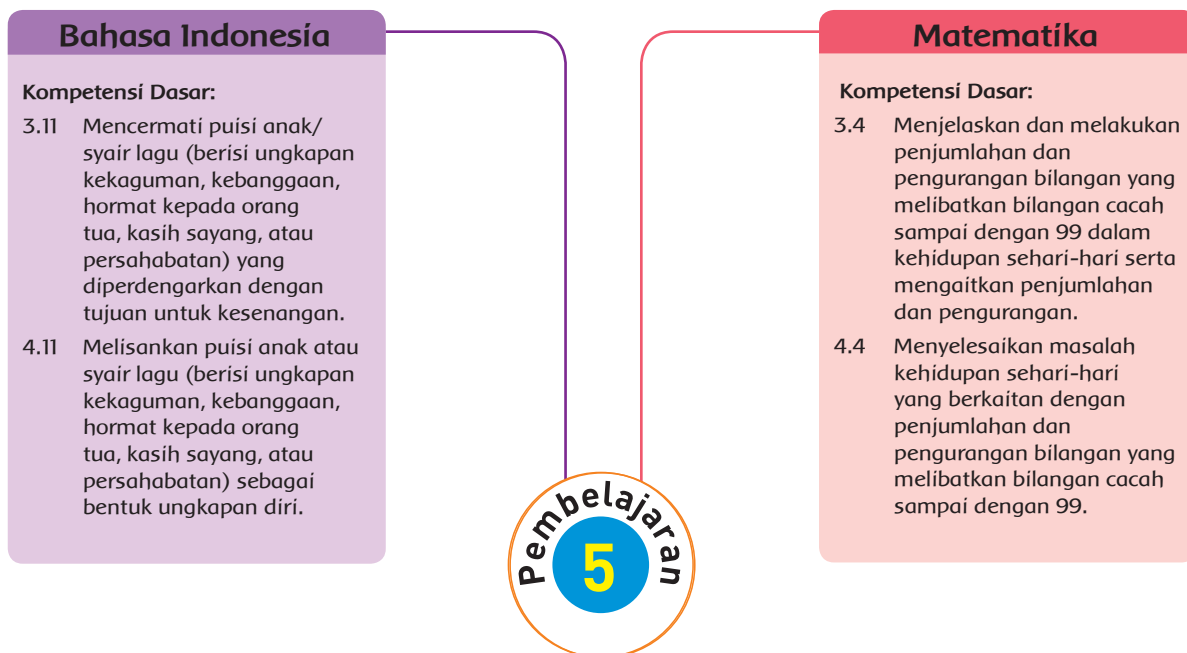 Bahasa Indonesia
Kompetensi Dasar:
3.11 Mencermati puisi anak/
syair lagu (berisi ungkapan
kekaguman, kebanggaan,
hormat kepada orang
tua, kasih sayang, atau
persahabatan) yang
diperdengarkan dengan
tujuan untuk kesenangan.
4.11 Melisankan puisi anak atau
syair lagu (berisi ungkapan
kekaguman, kebanggaan,
hormat kepada orang
tua, kasih sayang, atau
persahabatan) sebagai
bentuk ungkapan diri.
Matematika
Kompetensi Dasar:
3.4 Menjelaskan dan melakukan
penjumlahan dan
pengurangan bilangan yang
melibatkan bilangan cacah
sampai dengan 99 dalam
kehidupan sehari-hari serta
mengaitkan penjumlahan
dan pengurangan.
4.4 Menyelesaikan masalah
kehidupan sehari-hari
yang berkaitan dengan
penjumlahan dan
pengurangan bilangan yang
melibatkan bilangan cacah
sampai dengan 99.
Pembelajaran
5